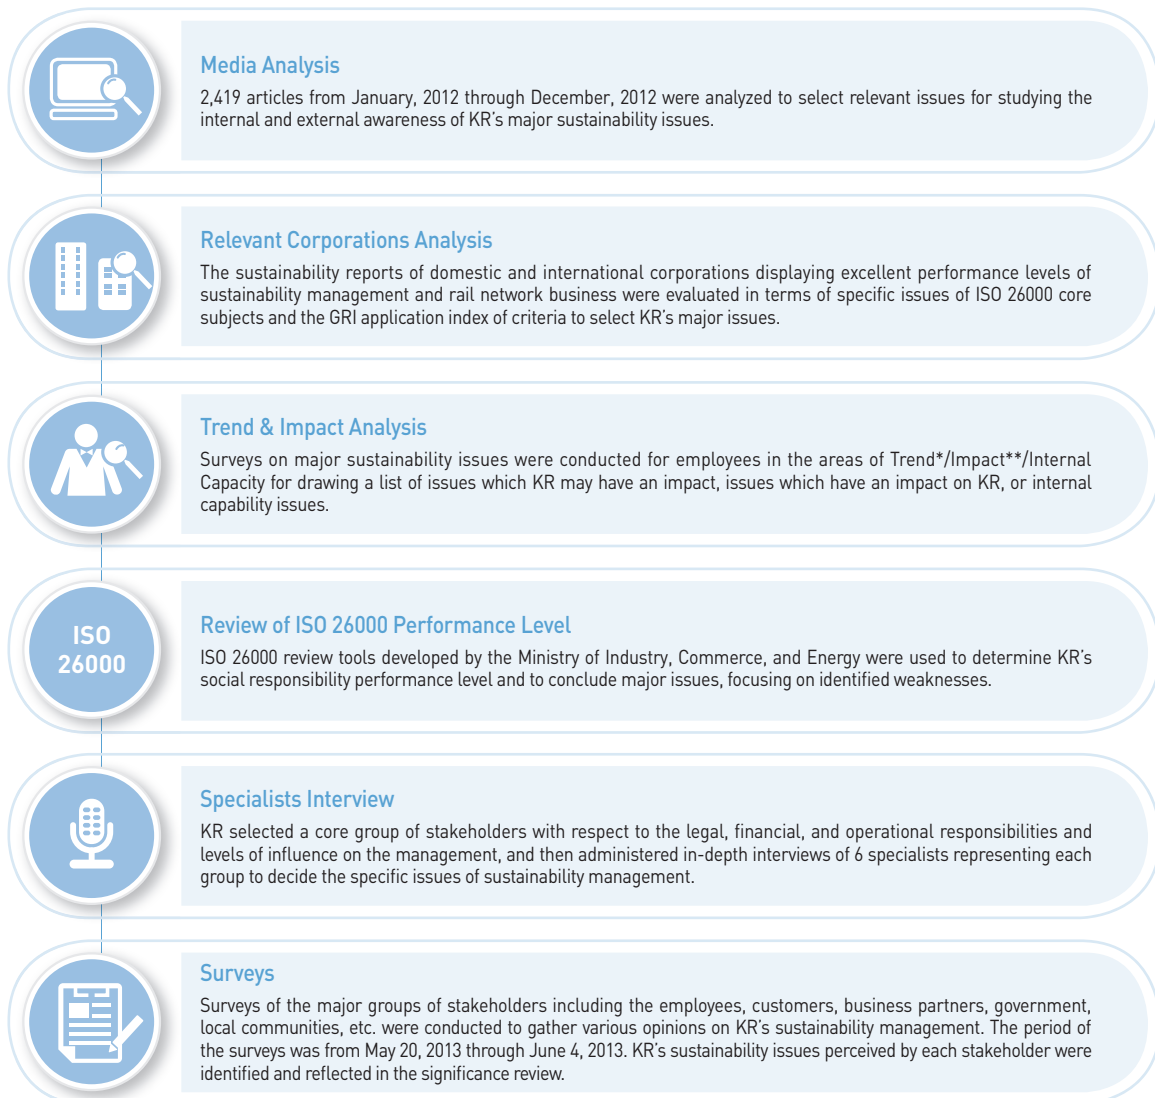 Media Analysis
2,419 articles from January, 2012 through December, 2012 were analyzed to select relevant issues for studying the
internal and external awareness of KR's major sustainability issues.
Relevant Corporations Analysis
The sustainability reports of domestic and international corporations displaying excellent performance levels of
sustainability management and rail network business were evaluated in terms of specific issues of ISO 26000 core
subjects and the GRI application index of criteria to select KR's major issues.
Trend & Impact Analysis
Surveys on major sustainability issues were conducted for employees in the areas of Trend*/Impact**/Internal
Capacity for drawing a list of issues which KR may have an impact, issues which have an impact on KR, or internal
capability issues.
ISO
26000
Review of ISO 26000 Performance Level
ISO 26000 review tools developed by the Ministry of Industry, Commerce, and Energy were used to determine KR's
social responsibility performance level and to conclude major issues, focusing on identified weaknesses.
Specialists Interview
KR selected a core group of stakeholders with respect to the legal, financial, and operational responsibilities and
levels of influence on the management, and then administered in-depth interviews of 6 specialists representing each
group to decide the specific issues of sustainability management.
Surveys
Surveys of the major groups of stakeholders including the employees, customers, business partners, government,
local communities, etc. were conducted to gather various opinions on KR's sustainability management. The period of
the surveys was from May 20, 2013 through June 4, 2013. KR's sustainability issues perceived by each stakeholder were
identified and reflected in the significance review.